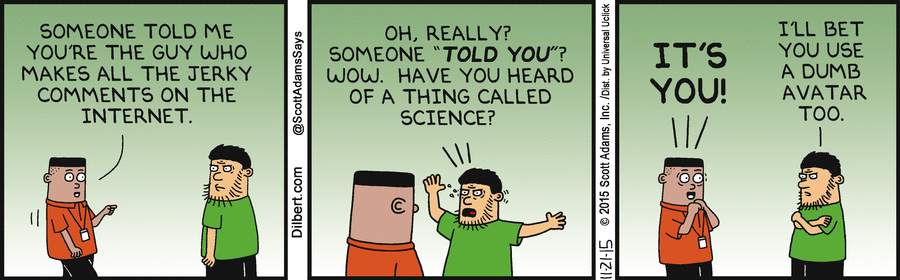 SOMEONE TOLD ME
YOU'RE THE GUY WHO
MAKES ALL THE JERKY
COMMENTS ON THE
INTERNET.
Dilbert.com @ScottAdamsSays
OH, REALLY?
SOMEONE "TOLD YOU"?
WOW. HAVE YOU HEARD
OF A THING CALLED
SCIENCE?
11-21-15 © 2015 Scott Adams, Inc. /Dist. by Universal Uclick
IT'S
YOU!
I'LL BET
YOU USE
A DUMB
AVATAR
TOO.